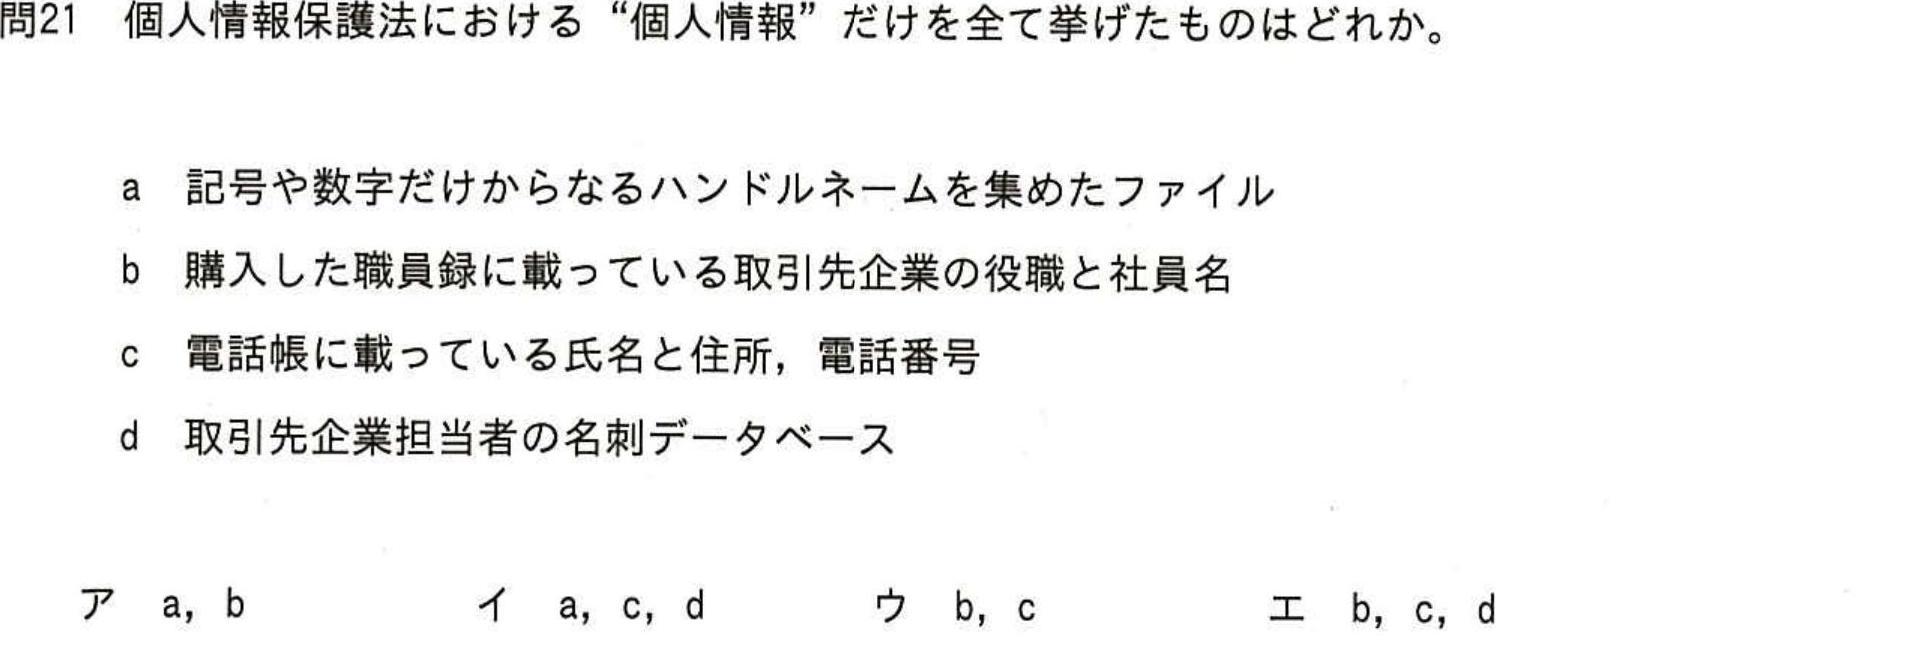 問21　個人情報保護法における“個人情報”だけを全て挙げたものはどれか。
a　記号や数字だけからなるハンドルネームを集めたファイル
b　購入した職員録に載っている取引先企業の役職と社員名
c　電話帳に載っている氏名と住所，電話番号
d　取引先企業担当者の名刺データベース
ア　a，b　イ　a，c，d　ウ　b，c　エ　b，c，d